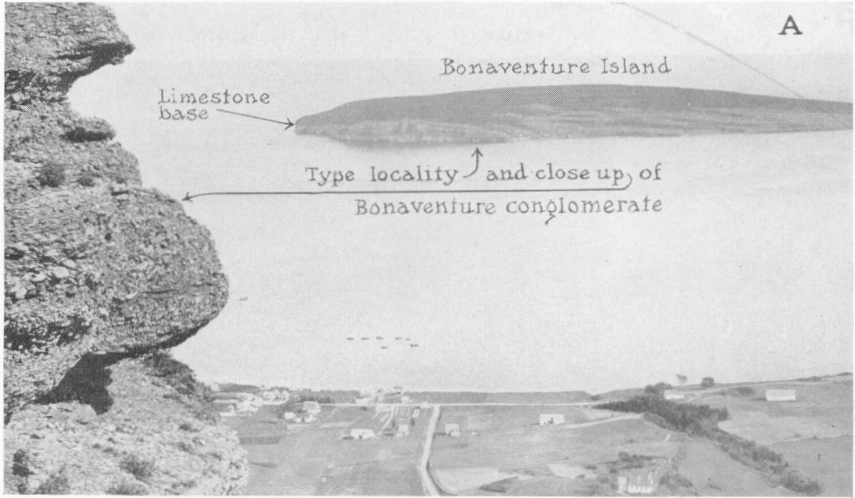 A
Bonaventure Island
Limestone
base
Type locality and close up, of
Bonaventure conglomerate